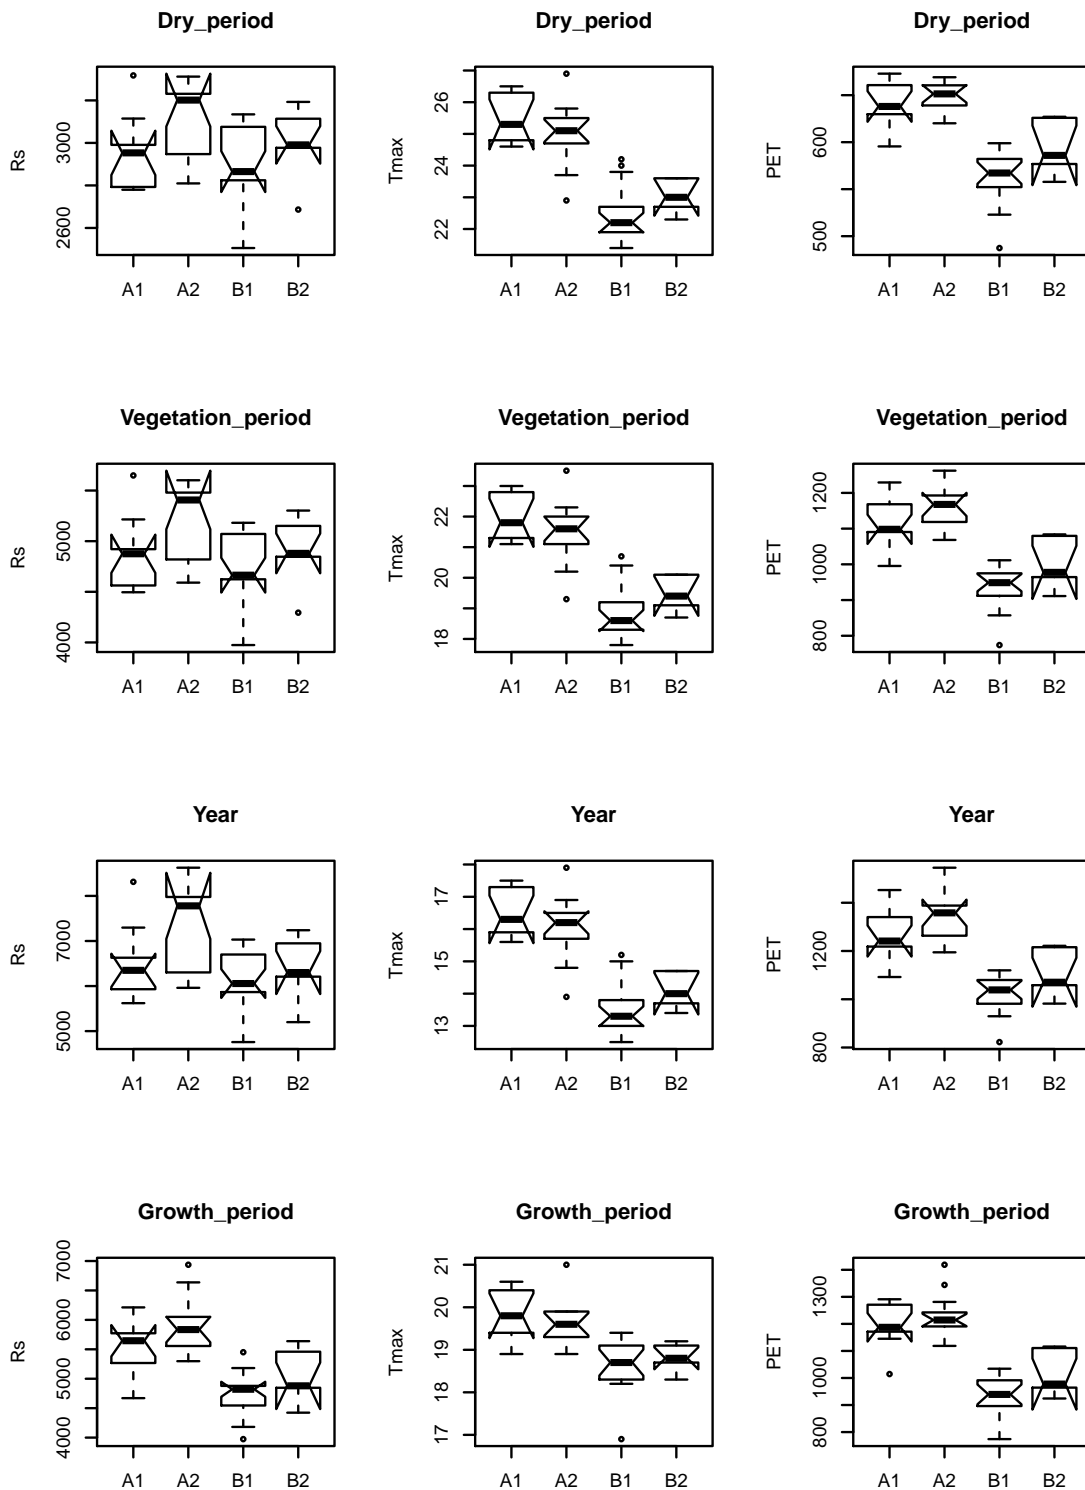 Dry_period Dry_period Dry_period
Rs 2600 3000
Tmax 22 24 26
PET 500 600
A1 A2 B1 B2 A1 A2 B1 B2 A1 A2 B1 B2
Vegetation_period Vegetation_period Vegetation_period
Rs 4000 5000
Tmax 18 20 22
PET 800 1000 1200
A1 A2 B1 B2 A1 A2 B1 B2 A1 A2 B1 B2
Year Year Year
Rs 5000 7000
Tmax 13 15 17
PET 800 1200
A1 A2 B1 B2 A1 A2 B1 B2 A1 A2 B1 B2
Growth_period Growth_period Growth_period
Rs 4000 5000 6000 7000
Tmax 17 18 19 20 21
PET 800 1000 1300
A1 A2 B1 B2 A1 A2 B1 B2 A1 A2 B1 B2